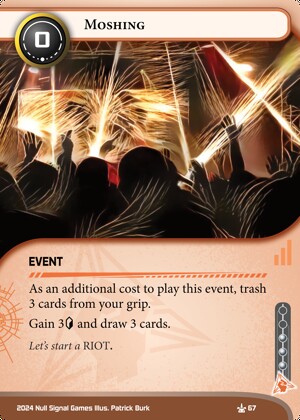 0
Moshing
EVENT
As an additional cost to play this event, trash
3 cards from your grip.
Gain 3 and draw 3 cards.
Let's start a RIOT.
2024 Null Signal Games Illus. Patrick Burk
67